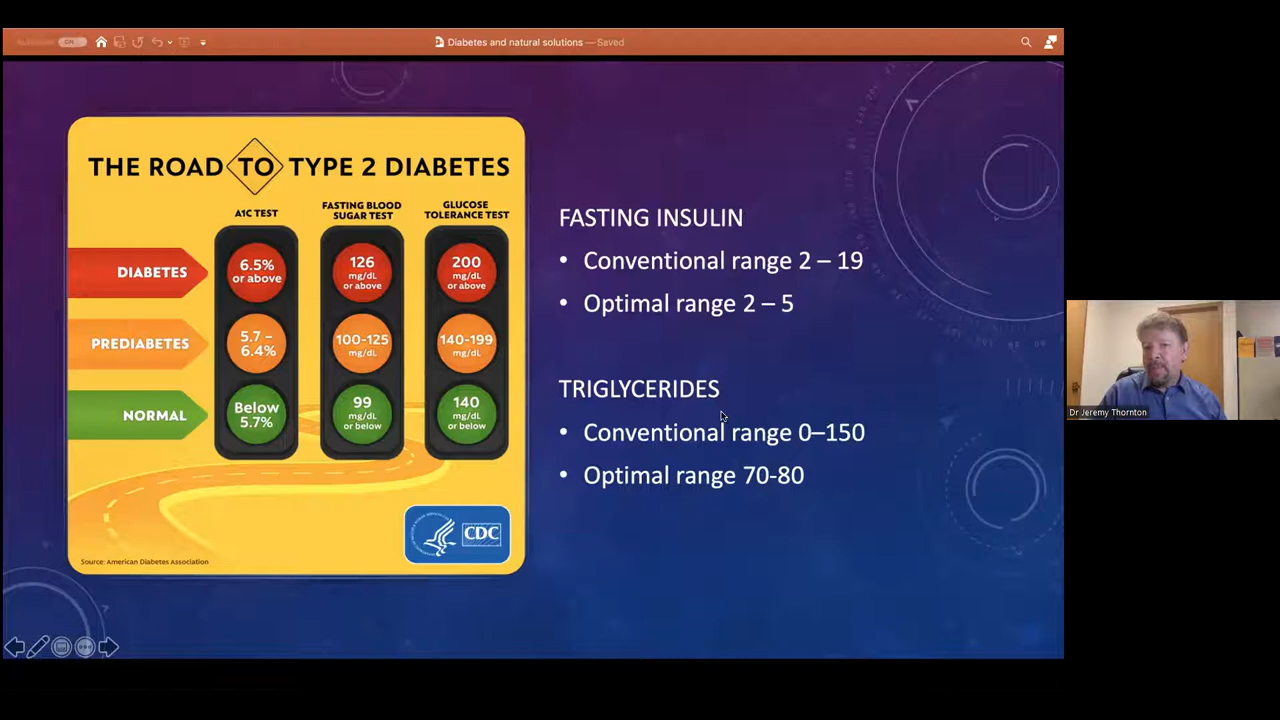 Diabetes and natural solutions — Saved
THE ROAD TO TYPE 2 DIABETES
A1C TEST
FASTING BLOOD
SUGAR TEST
GLUCOSE
TOLERANCE TEST
DIABETES
6.5%
or above
126
mg/dL
or above
200
mg/dL
or above
PREDIABETES
5.7 –
6.4%
100-125
mg/dL
140-199
mg/dL
NORMAL
Below
5.7%
99
mg/dL
or below
140
mg/dL
or below
CDC
Source: American Diabetes Association
FASTING INSULIN
• Conventional range 2 – 19
• Optimal range 2 – 5
TRIGLYCERIDES
• Conventional range 0–150
• Optimal range 70-80
Dr Jeremy Thornton